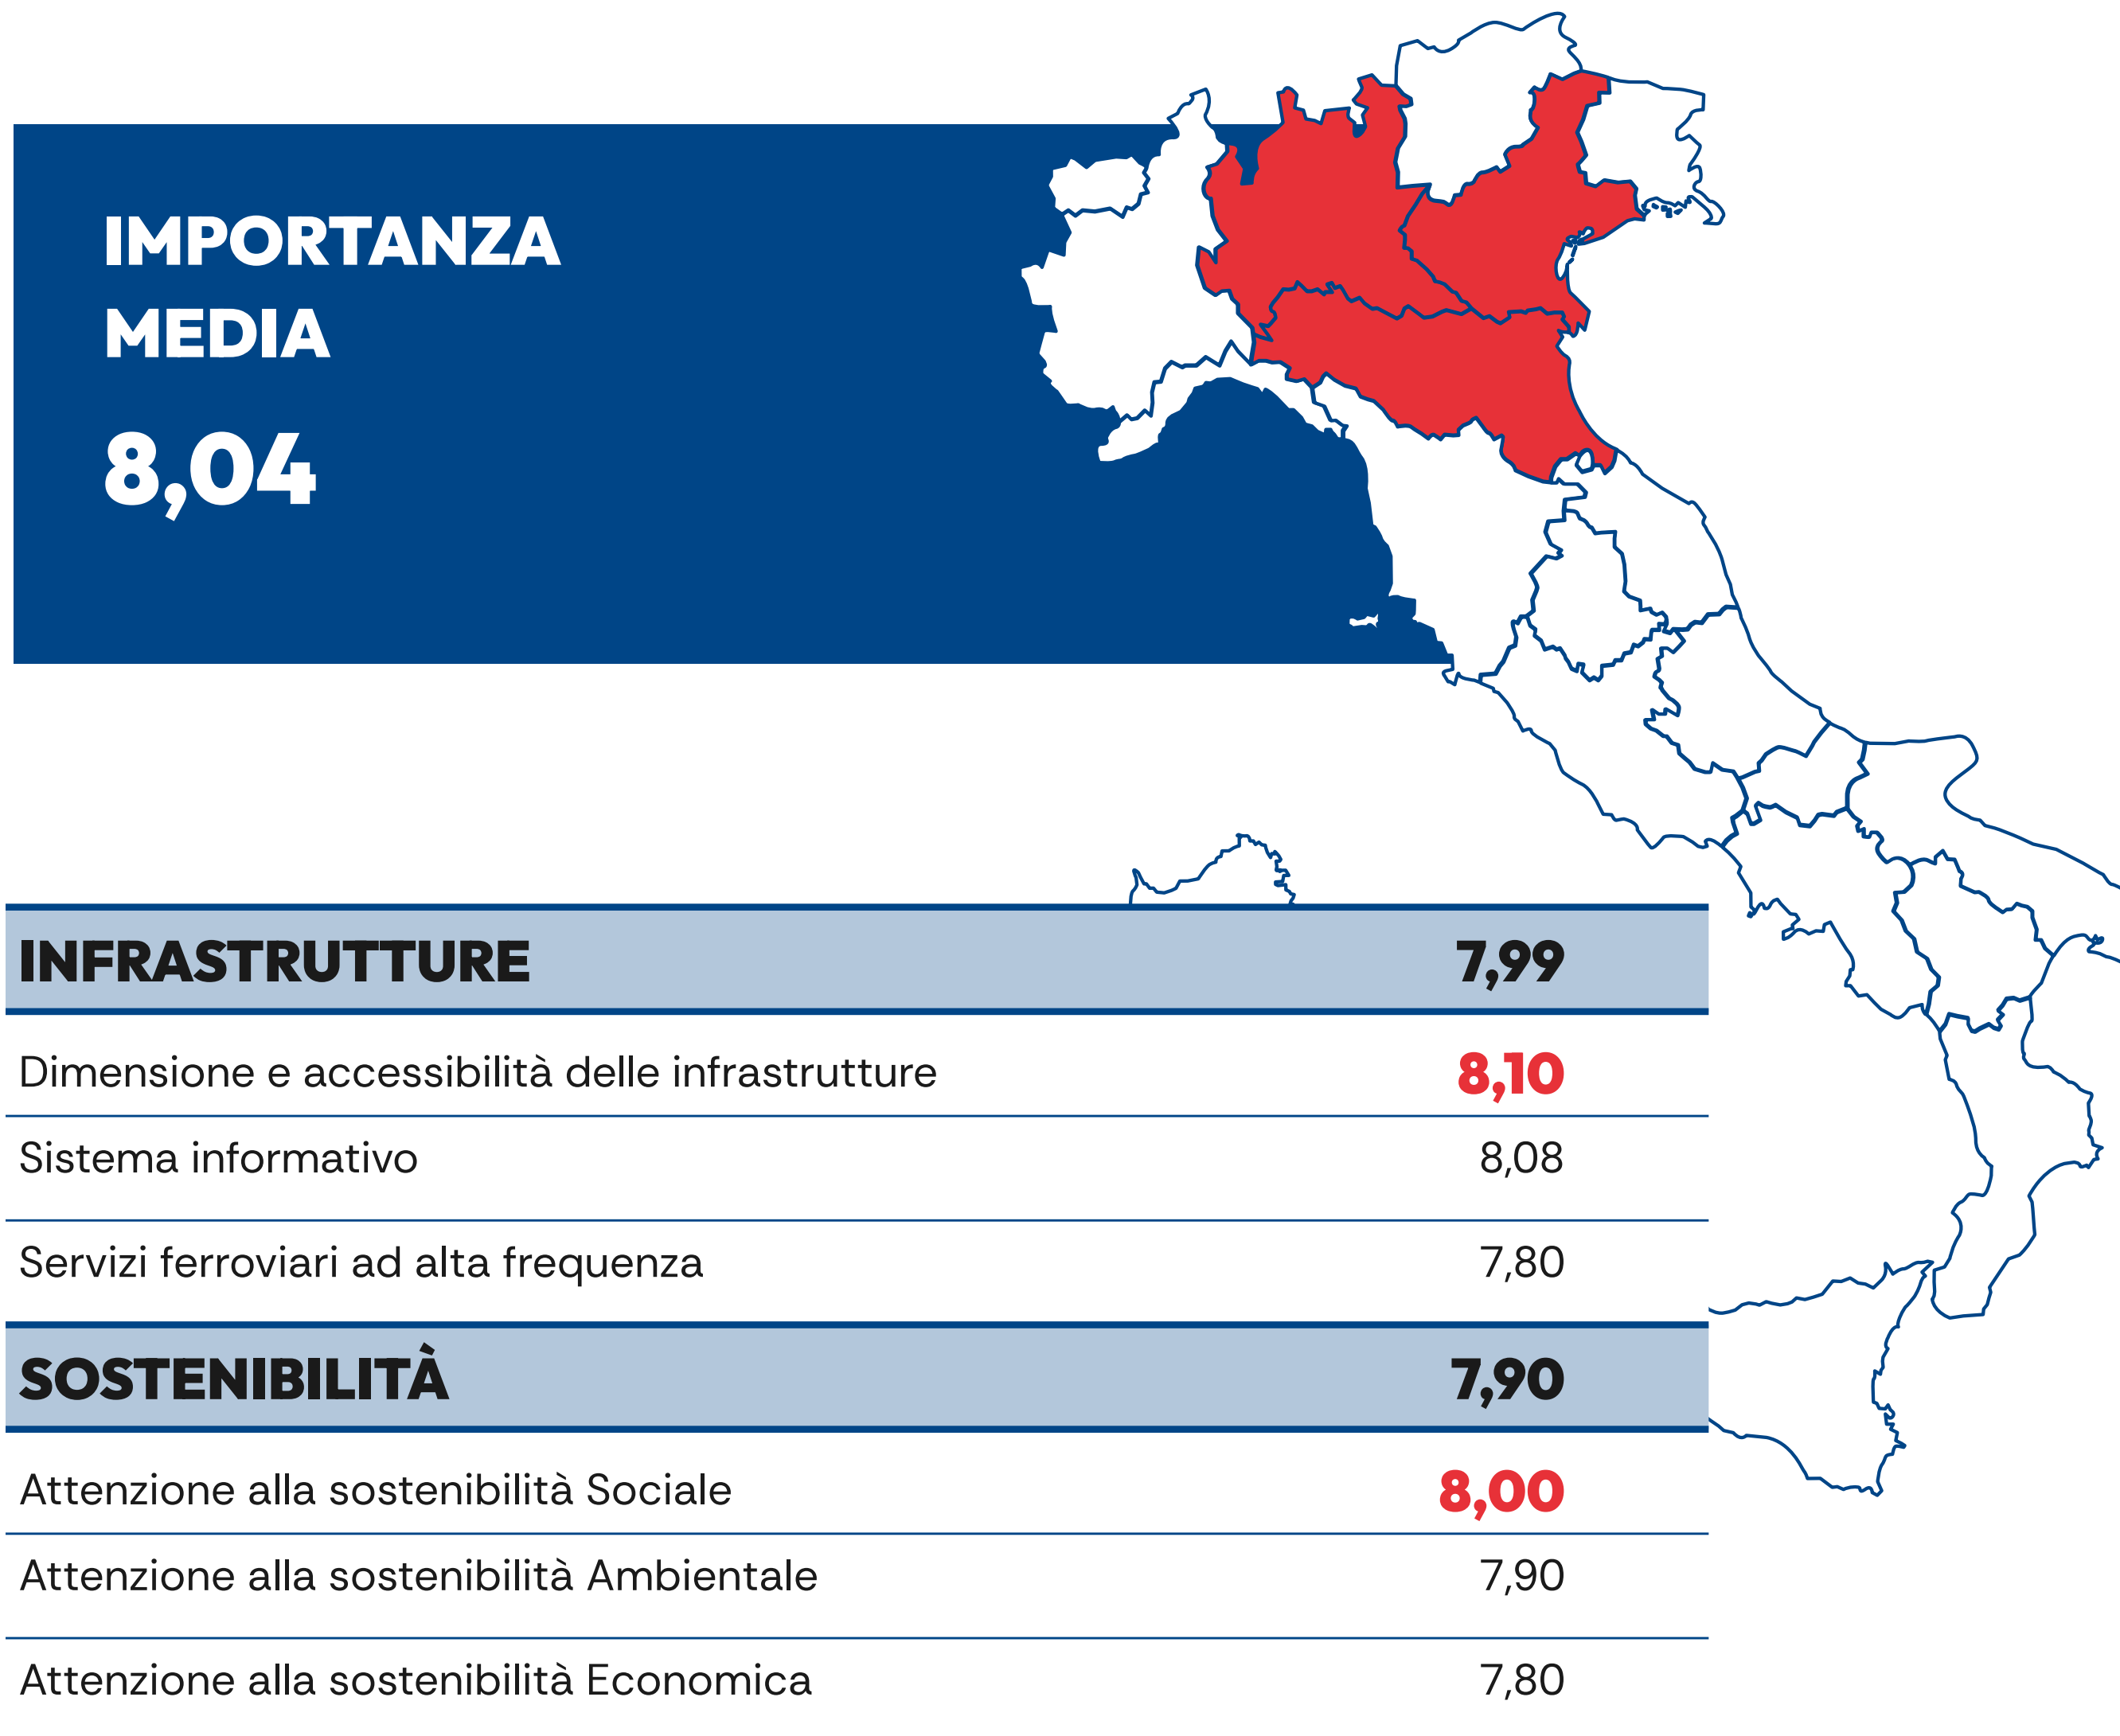 IMPORTANZA
MEDIA
8,04
INFRASTRUTTURE 7,99
Dimensione e accessibilità delle infrastrutture 8,10
Sistema informativo 8,08
Servizi ferroviari ad alta frequenza 7,80
SOSTENIBILITÀ 7,90
Attenzione alla sostenibilità Sociale 8,00
Attenzione alla sostenibilità Ambientale 7,90
Attenzione alla sostenibilità Economica 7,80